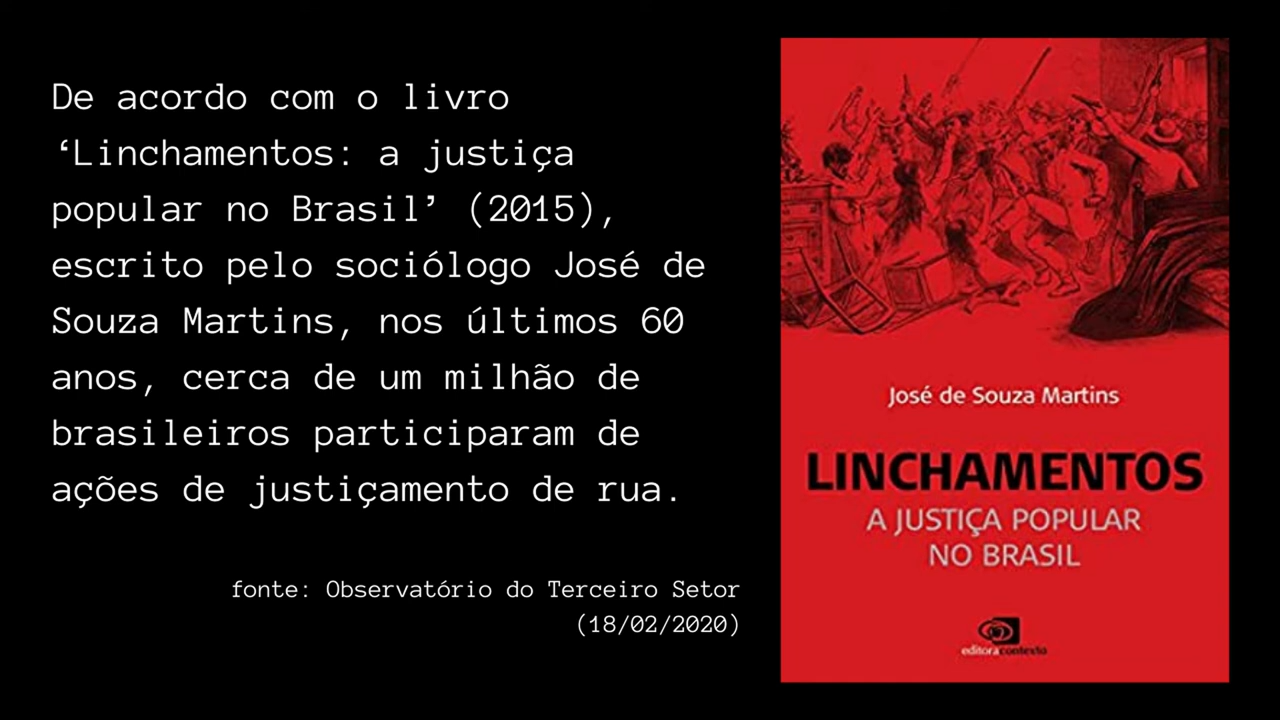 De acordo com o livro
‘Linchamentos: a justiça
popular no Brasil’ (2015),
escrito pelo sociólogo José de
Souza Martins, nos últimos 60
anos, cerca de um milhão de
brasileiros participaram de
ações de justiçamento de rua.
fonte: Observatório do Terceiro Setor
(18/02/2020)
José de Souza Martins
LINCHAMENTOS
A JUSTIÇA POPULAR
NO BRASIL
editoracontexto